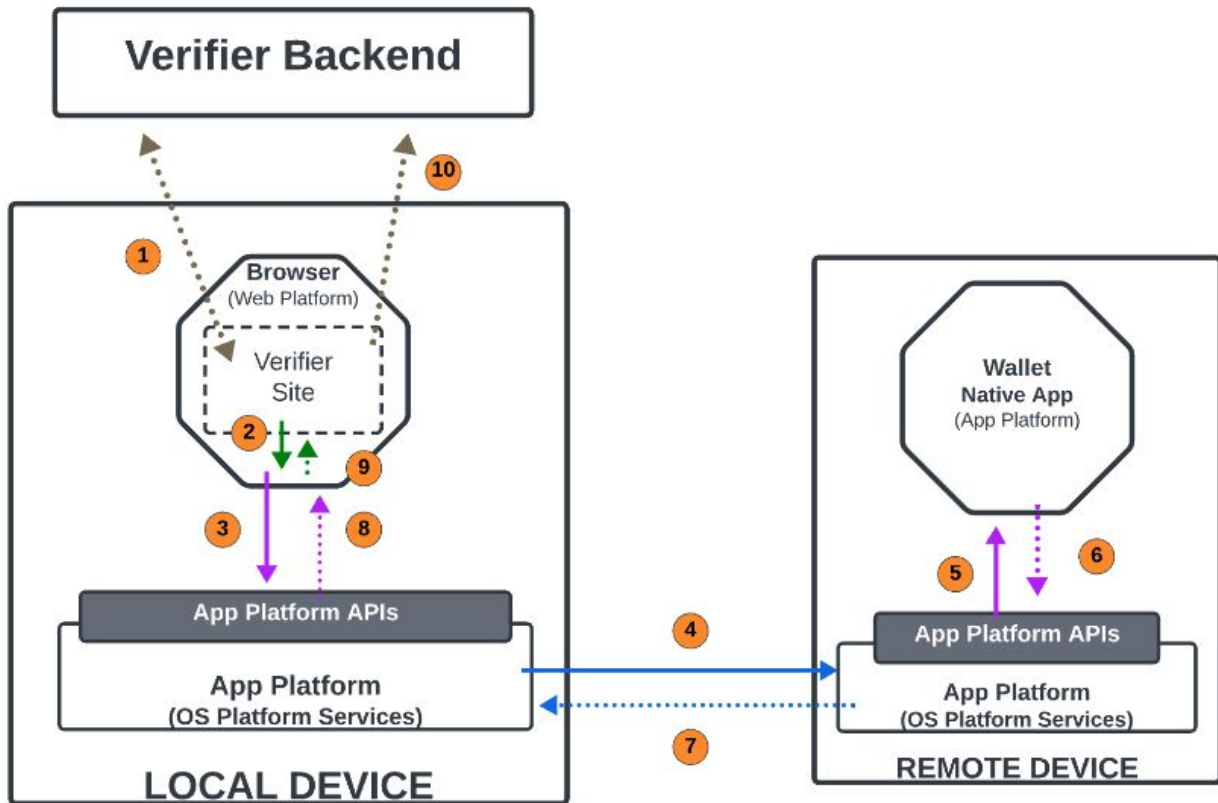 Verifier Backend
10
1
Browser
(Web Platform)
Verifier
Site
2
9
3
8
App Platform APIs
App Platform
(OS Platform Services)
LOCAL DEVICE
4
7
Wallet
Native App
(App Platform)
5
6
App Platform APIs
App Platform
(OS Platform Services)
REMOTE DEVICE